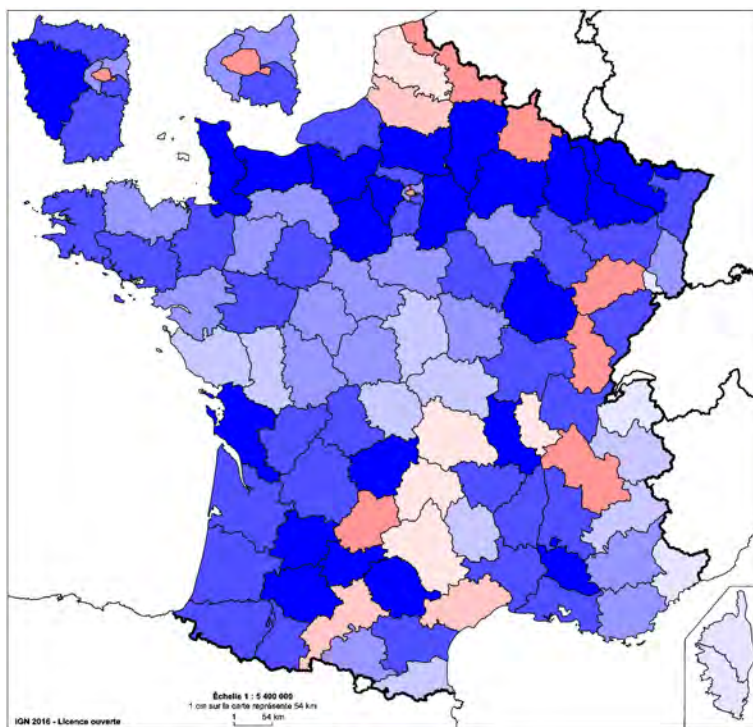 Échelle 1 : 5 400 000
1 cm sur la carte représente 54 km
1 54 km
IGN 2016 - Licence ouverte